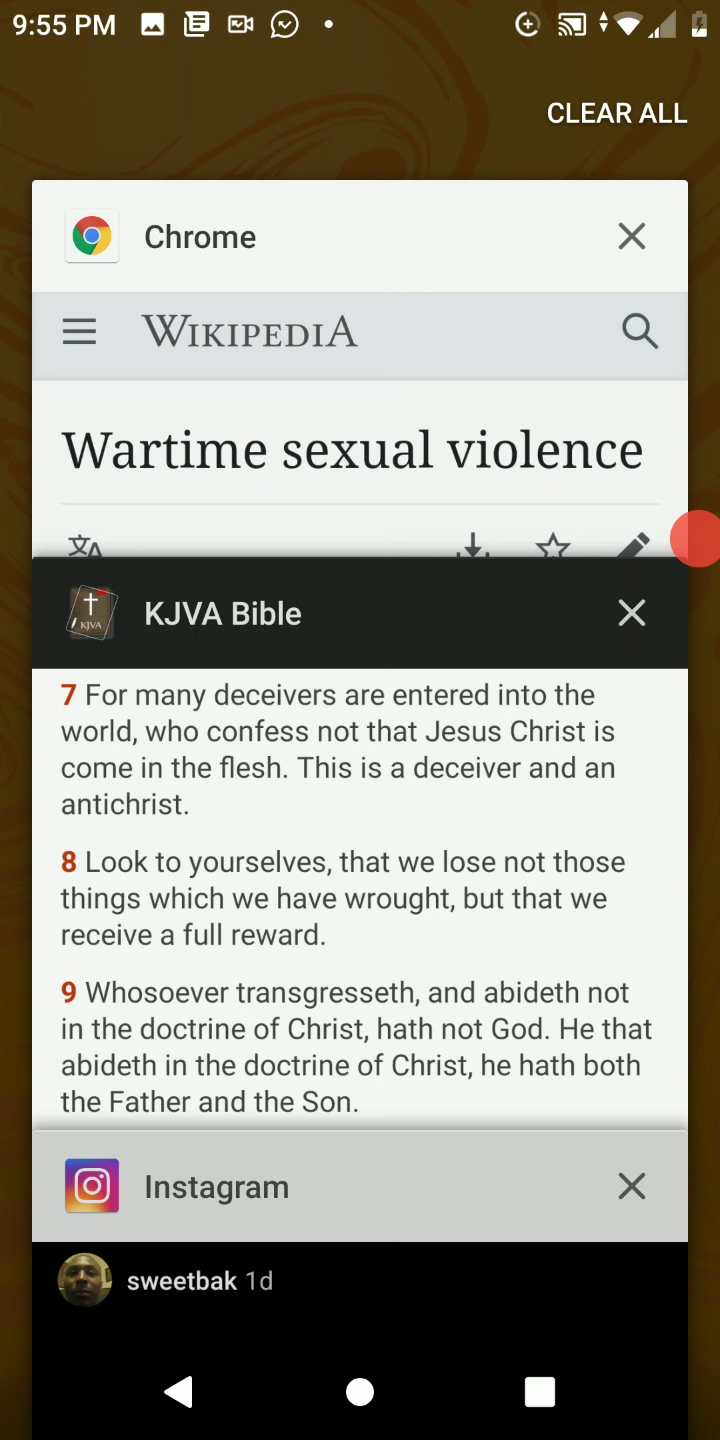 9:55 PM
CLEAR ALL
Chrome
WIKIPEDIA
Wartime sexual violence
KJVA
KJVA Bible
7 For many deceivers are entered into the
world, who confess not that Jesus Christ is
come in the flesh. This is a deceiver and an
antichrist.
8 Look to yourselves, that we lose not those
things which we have wrought, but that we
receive a full reward.
9 Whosoever transgresseth, and abideth not
in the doctrine of Christ, hath not God. He that
abideth in the doctrine of Christ, he hath both
the Father and the Son.
Instagram
sweetbak 1d